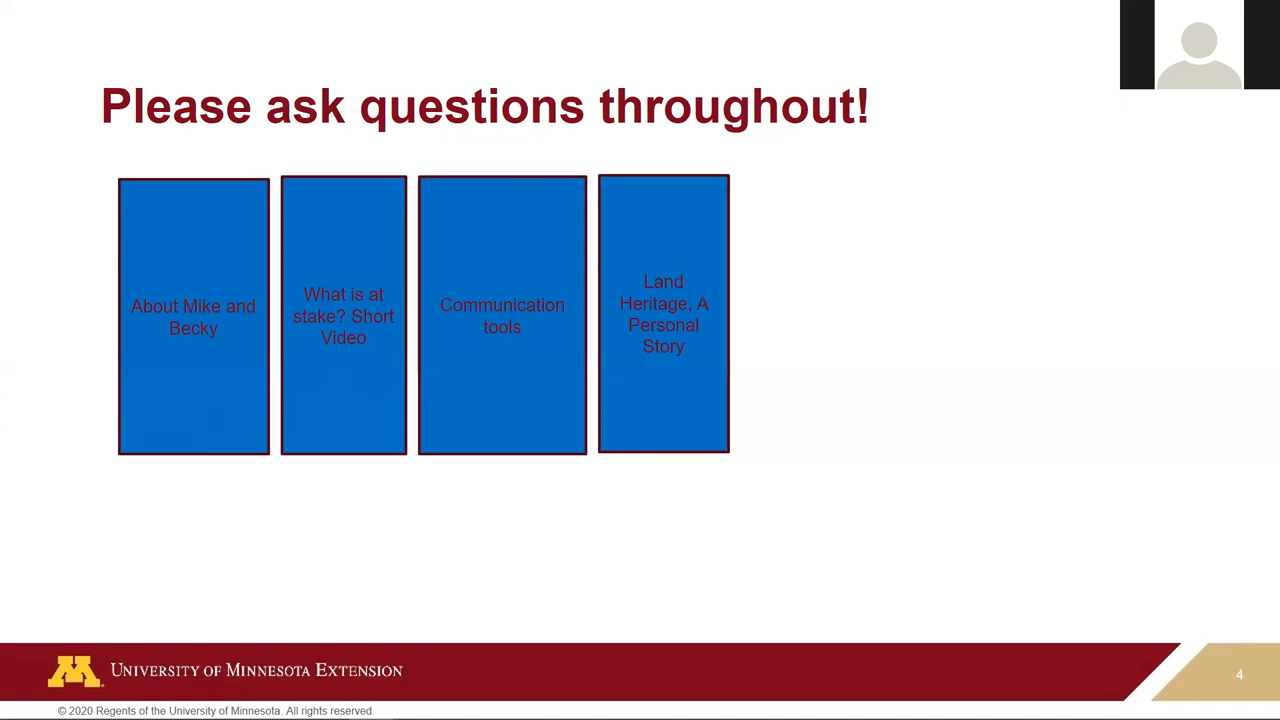 Please ask questions throughout!
About Mike and
Becky
What is at
stake? Short
Video
Communication
tools
Land
Heritage, A
Personal
Story
M
UNIVERSITY OF MINNESOTA EXTENSION
4
© 2020 Regents of the University of Minnesota. All rights reserved.